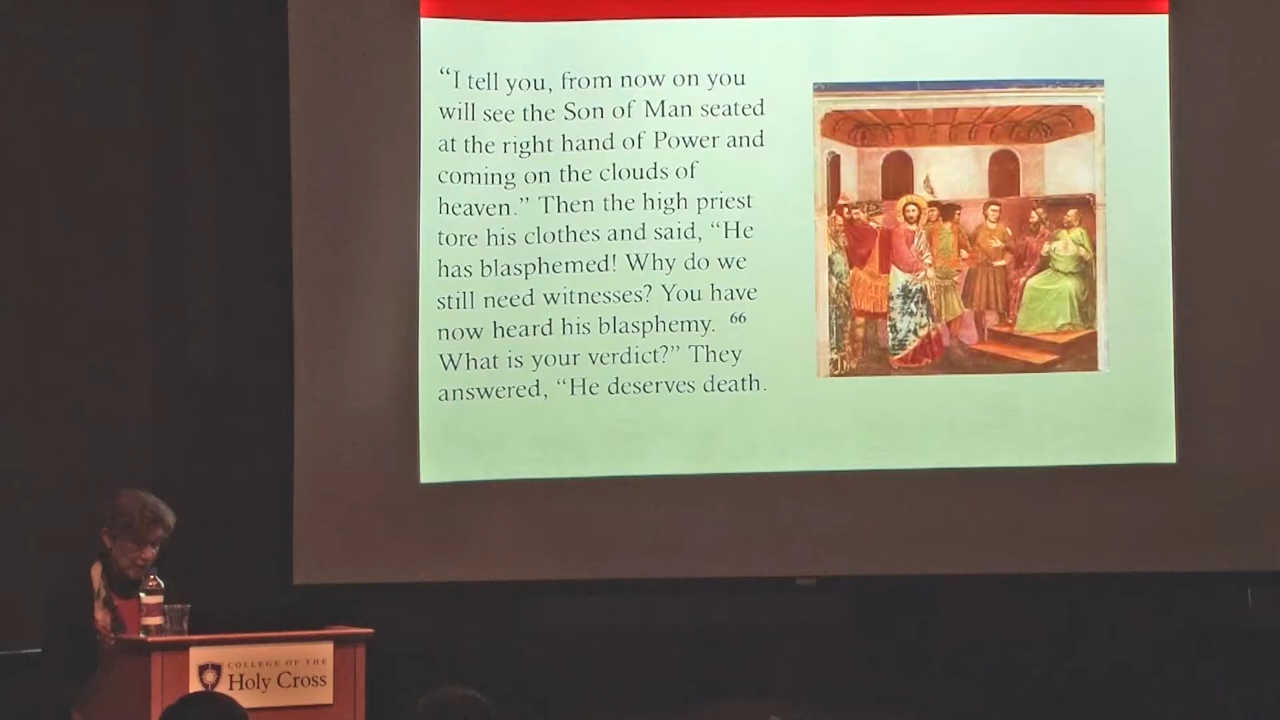 “I tell you, from now on you
will see the Son of Man seated
at the right hand of Power and
coming on the clouds of
heaven.” Then the high priest
tore his clothes and said, “He
has blasphemed! Why do we
still need witnesses? You have
now heard his blasphemy. 66
What is your verdict?” They
answered, “He deserves death.
COLLEGE OF THE
Holy Cross